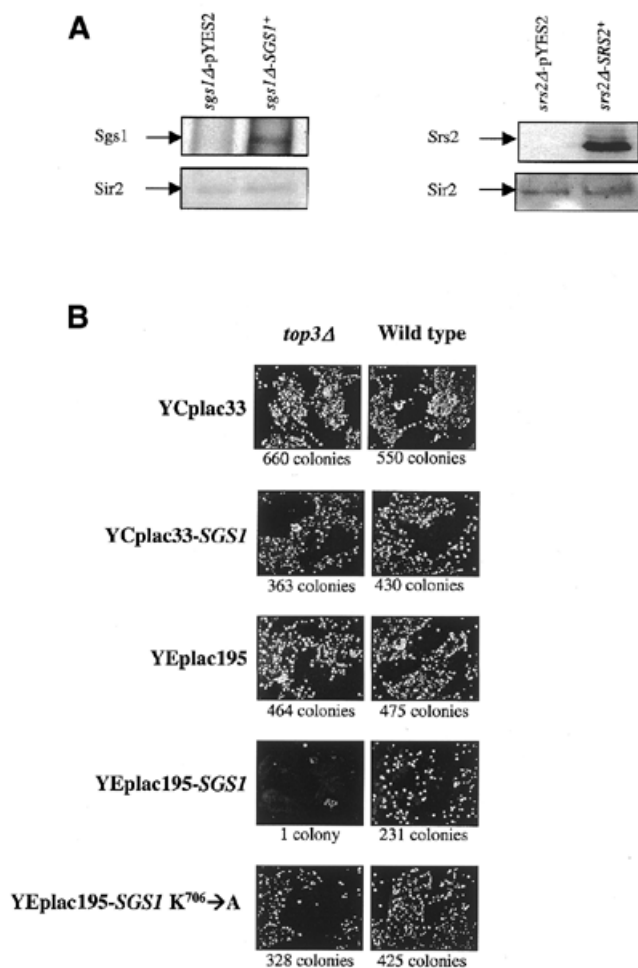 A
sgs1Δ-pYES2
sgs1Δ-SGS1+
srs2Δ-pYES2
srs2Δ-SRS2+
Sgs1
Srs2
Sir2
Sir2
B
top3Δ Wild type
YCplac33
660 colonies 550 colonies
YCplac33-SGS1
363 colonies 430 colonies
YEplac195
464 colonies 475 colonies
YEplac195-SGS1
1 colony 231 colonies
YEplac195-SGS1 K706→A
328 colonies 425 colonies